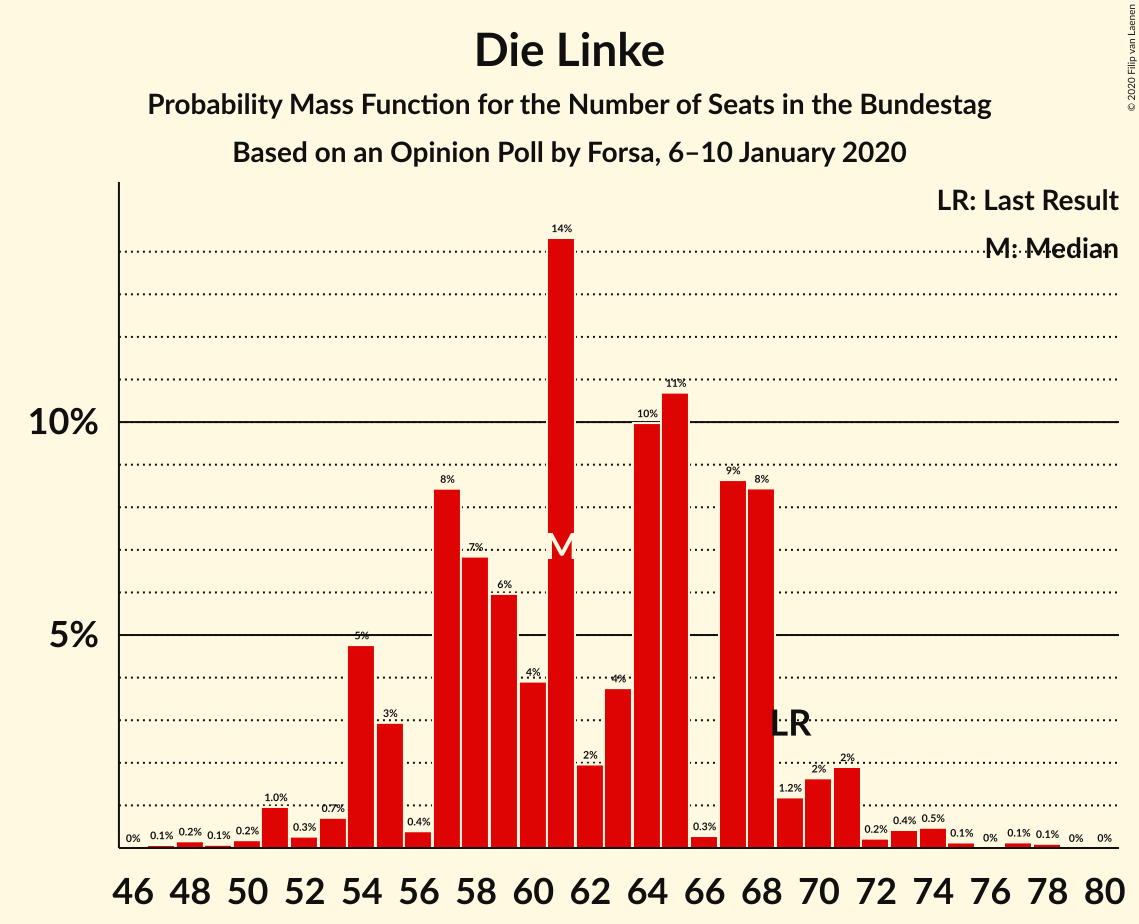 © 2020 Filip van Laenen
Die Linke
Probability Mass Function for the Number of Seats in the Bundestag
Based on an Opinion Poll by Forsa, 6–10 January 2020
LR: Last Result
M: Median
10%
5%
0% 0.1% 0.2% 0.1% 0.2% 1.0% 0.3% 0.7% 5% 3% 0.4% 8% 7% 6% 4% 14% 2% 4% 10% 11% 0.3% 9% 8% 1.2% 2% 2% 0.2% 0.4% 0.5% 0.1% 0% 0.1% 0.1% 0% 0%
M
LR
46 48 50 52 54 56 58 60 62 64 66 68 70 72 74 76 78 80